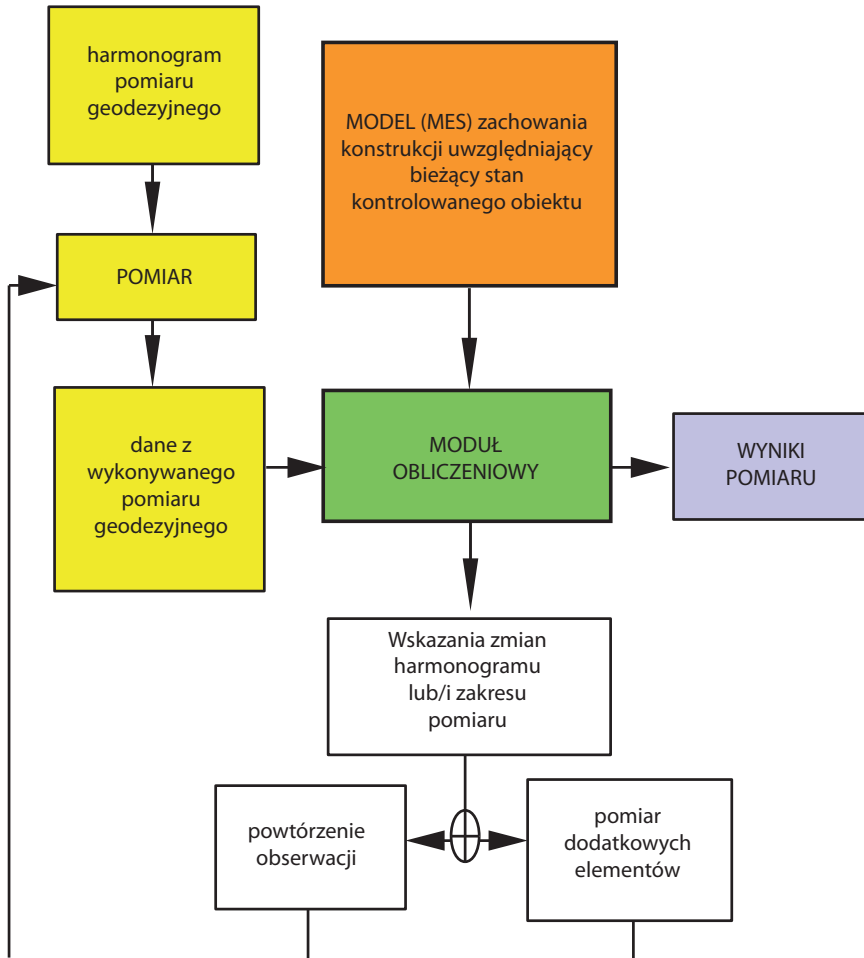 harmonogram
pomiaru
geodezyjnego
MODEL (MES) zachowania
konstrukcji uwzględniający
bieżący stan
kontrolowanego obiektu
POMIAR
dane z
wykonywanego
pomiaru
geodezyjnego
MODUŁ
OBLICZENIOWY
WYNIKI
POMIARU
Wskazania zmian
harmonogramu
lub/i zakresu
pomiaru
powtórzenie
obserwacji
pomiar
dodatkowych
elementów